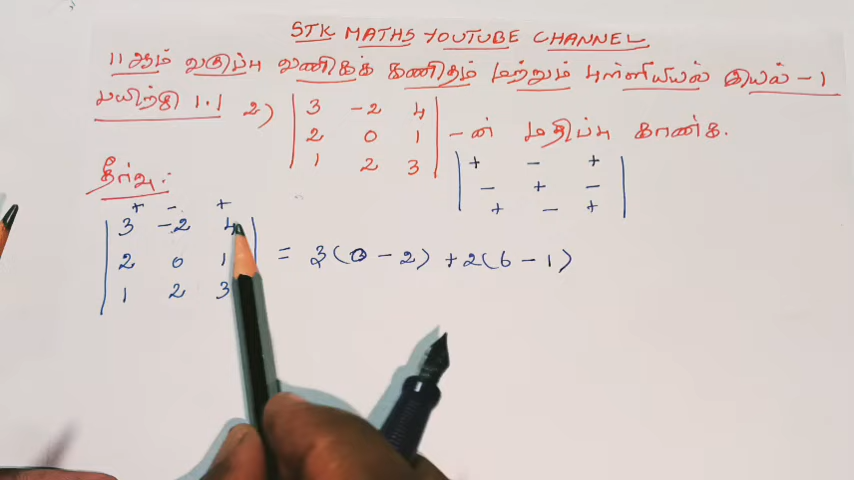 STK MATHS YOUTUBE CHANNEL
11 ஆம் வகுப்பு வணிகக் கணிதம் மற்றும் புள்ளியியல் இயல் - 1
பயிற்சி 1.1 2) | 3 -2 4 | - ன் மதிப்பு காண்க.
| 2 0 1 |
| 1 2 3 |
| + - + |
| - + - |
| + - + |
தீர்வு:-
+ - +
| 3 -2 4 | = 3(0 - 2) + 2(6 - 1)
| 2 0 1 |
| 1 2 3 |